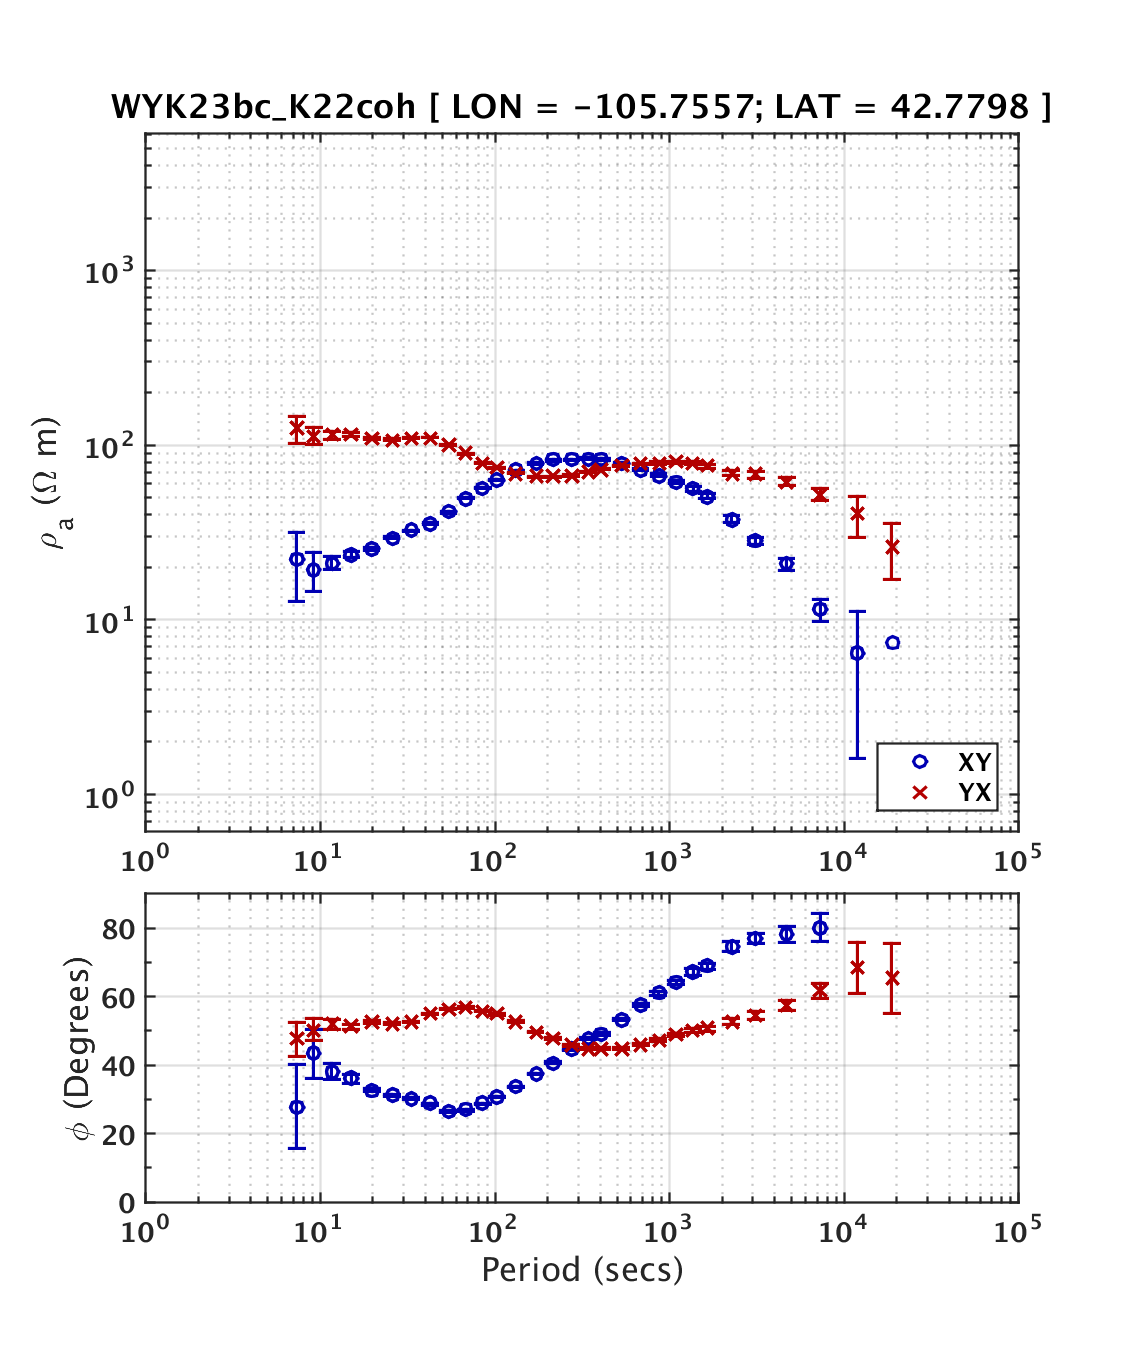 WYK23bc_K22coh [ LON = -105.7557; LAT = 42.7798 ]
ρa (Ω m)
10³
10²
10¹
10⁰
XY
YX
10⁰ 10¹ 10² 10³ 10⁴ 10⁵
φ (Degrees)
80
60
40
20
0
10⁰ 10¹ 10² 10³ 10⁴ 10⁵
Period (secs)